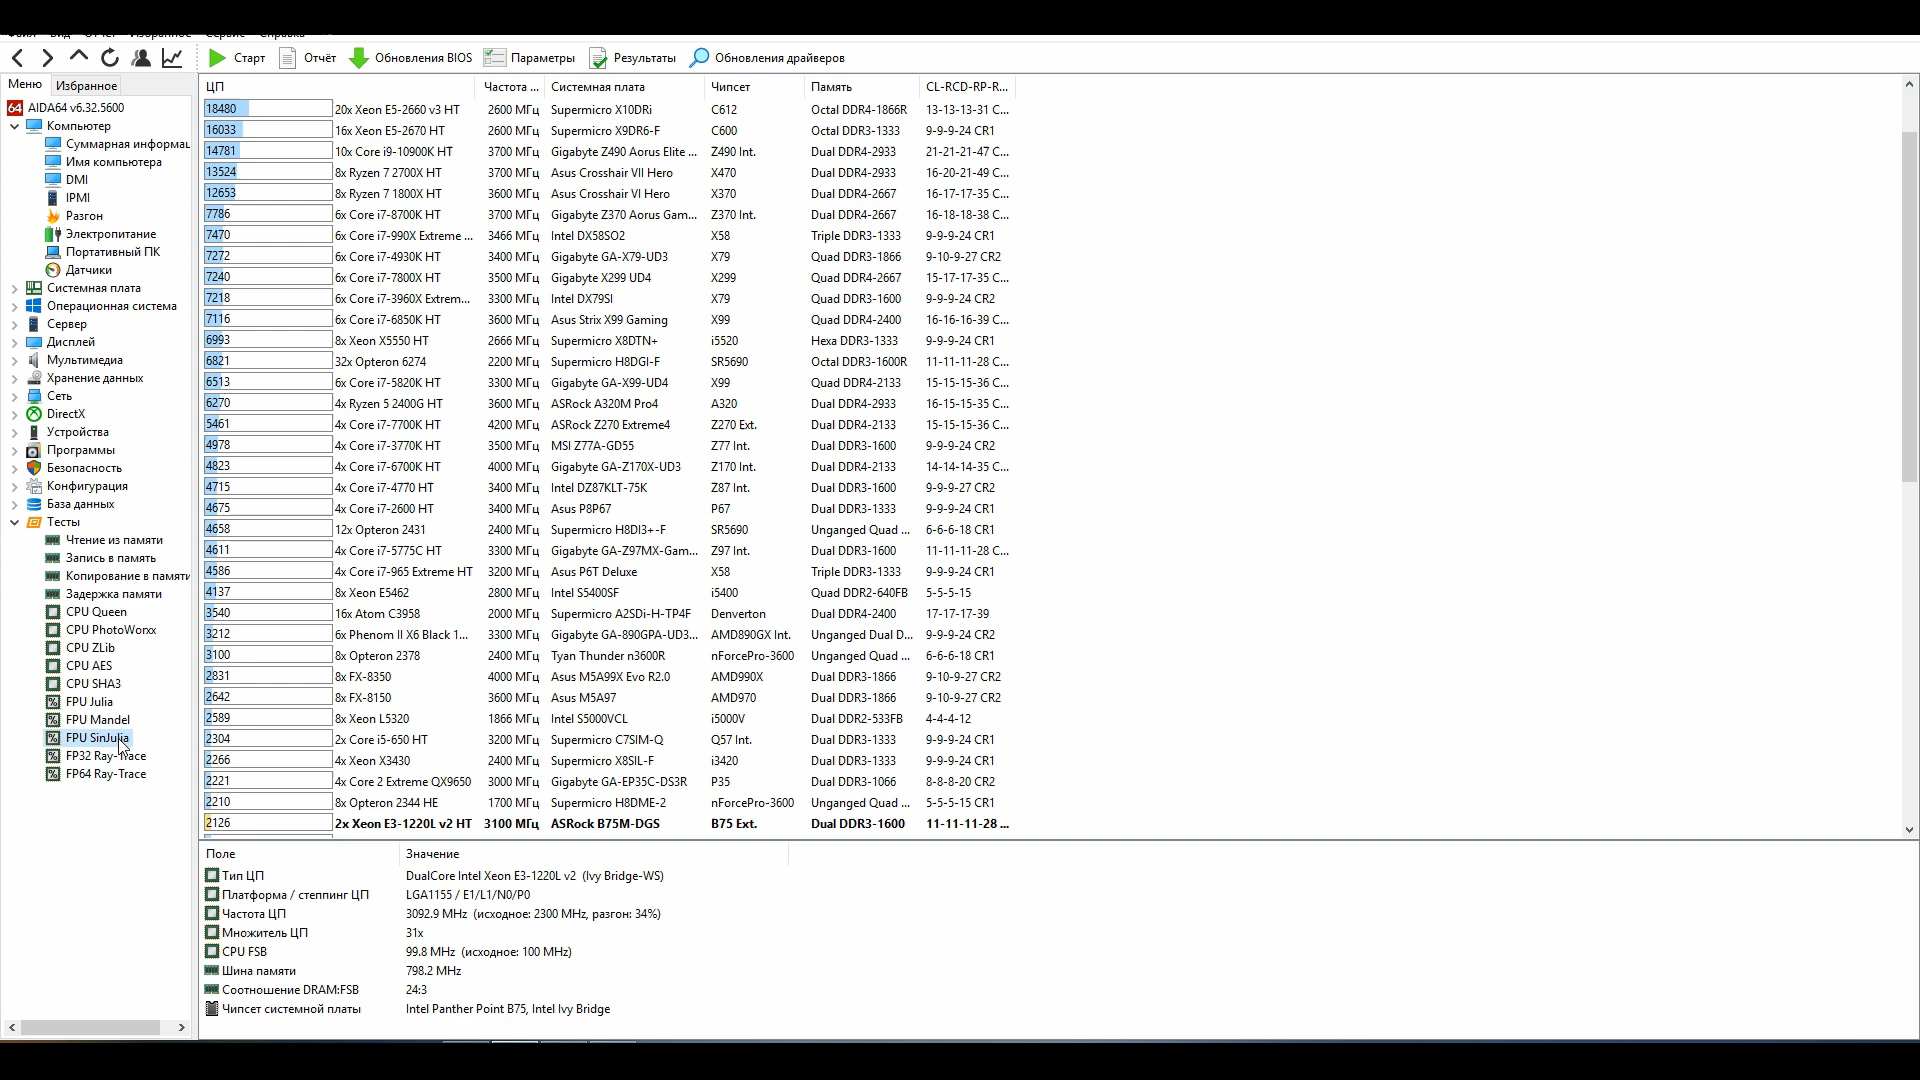 Файл Вид Отчёт Избранное Сервис Справка
Старт Отчёт Обновления BIOS Параметры Результаты Обновления драйверов
Меню Избранное
64 AIDA64 v6.32.5600
Компьютер
Суммарная информац
Имя компьютера
DMI
IPMI
Разгон
Электропитание
Портативный ПК
Датчики
Системная плата
Операционная система
Сервер
Дисплей
Мультимедиа
Хранение данных
Сеть
DirectX
Устройства
Программы
Безопасность
Конфигурация
База данных
Тесты
Чтение из памяти
Запись в память
Копирование в памяти
Задержка памяти
CPU Queen
CPU PhotoWorxx
CPU ZLib
CPU AES
CPU SHA3
FPU Julia
FPU Mandel
FPU SinJulia
FP32 Ray-Trace
FP64 Ray-Trace
ЦП Частота ... Системная плата Чипсет Память CL-RCD-RP-R...
18480 20x Xeon E5-2660 v3 HT 2600 МГц Supermicro X10DRi C612 Octal DDR4-1866R 13-13-13-31 C...
16033 16x Xeon E5-2670 HT 2600 МГц Supermicro X9DR6-F C600 Octal DDR3-1333 9-9-9-24 CR1
14781 10x Core i9-10900K HT 3700 МГц Gigabyte Z490 Aorus Elite ... Z490 Int. Dual DDR4-2933 21-21-21-47 C...
13524 8x Ryzen 7 2700X HT 3700 МГц Asus Crosshair VII Hero X470 Dual DDR4-2933 16-20-21-49 C...
12653 8x Ryzen 7 1800X HT 3600 МГц Asus Crosshair VI Hero X370 Dual DDR4-2667 16-17-17-35 C...
7786 6x Core i7-8700K HT 3700 МГц Gigabyte Z370 Aorus Gam... Z370 Int. Dual DDR4-2667 16-18-18-38 C...
7470 6x Core i7-990X Extreme ... 3466 МГц Intel DX58SO2 X58 Triple DDR3-1333 9-9-9-24 CR1
7272 6x Core i7-4930K HT 3400 МГц Gigabyte GA-X79-UD3 X79 Quad DDR3-1866 9-10-9-27 CR2
7240 6x Core i7-7800X HT 3500 МГц Gigabyte X299 UD4 X299 Quad DDR4-2667 15-17-17-35 C...
7218 6x Core i7-3960X Extrem... 3300 МГц Intel DX79SI X79 Quad DDR3-1600 9-9-9-24 CR2
7116 6x Core i7-6850K HT 3600 МГц Asus Strix X99 Gaming X99 Quad DDR4-2400 16-16-16-39 C...
6993 8x Xeon X5550 HT 2666 МГц Supermicro X8DTN+ i5520 Hexa DDR3-1333 9-9-9-24 CR1
6821 32x Opteron 6274 2200 МГц Supermicro H8DGI-F SR5690 Octal DDR3-1600R 11-11-11-28 C...
6513 6x Core i7-5820K HT 3300 МГц Gigabyte GA-X99-UD4 X99 Quad DDR4-2133 15-15-15-36 C...
6270 4x Ryzen 5 2400G HT 3600 МГц ASRock A320M Pro4 A320 Dual DDR4-2933 16-15-15-35 C...
5461 4x Core i7-7700K HT 4200 МГц ASRock Z270 Extreme4 Z270 Ext. Dual DDR4-2133 15-15-15-36 C...
4978 4x Core i7-3770K HT 3500 МГц MSI Z77A-GD55 Z77 Int. Dual DDR3-1600 9-9-9-24 CR2
4823 4x Core i7-6700K HT 4000 МГц Gigabyte GA-Z170X-UD3 Z170 Int. Dual DDR4-2133 14-14-14-35 C...
4715 4x Core i7-4770 HT 3400 МГц Intel DZ87KLT-75K Z87 Int. Dual DDR3-1600 9-9-9-27 CR2
4675 4x Core i7-2600 HT 3400 МГц Asus P8P67 P67 Dual DDR3-1333 9-9-9-24 CR1
4658 12x Opteron 2431 2400 МГц Supermicro H8DI3+-F SR5690 Unganged Quad ... 6-6-6-18 CR1
4611 4x Core i7-5775C HT 3300 МГц Gigabyte GA-Z97MX-Gam... Z97 Int. Dual DDR3-1600 11-11-11-28 C...
4586 4x Core i7-965 Extreme HT 3200 МГц Asus P6T Deluxe X58 Triple DDR3-1333 9-9-9-24 CR1
4137 8x Xeon E5462 2800 МГц Intel S5400SF i5400 Quad DDR2-640FB 5-5-5-15
3540 16x Atom C3958 2000 МГц Supermicro A2SDi-H-TP4F Denverton Dual DDR4-2400 17-17-17-39
3212 6x Phenom II X6 Black 1... 3300 МГц Gigabyte GA-890GPA-UD3... AMD890GX Int. Unganged Dual D... 9-9-9-24 CR2
3100 8x Opteron 2378 2400 МГц Tyan Thunder n3600R nForcePro-3600 Unganged Quad ... 6-6-6-18 CR1
2831 8x FX-8350 4000 МГц Asus M5A99X Evo R2.0 AMD990X Dual DDR3-1866 9-10-9-27 CR2
2642 8x FX-8150 3600 МГц Asus M5A97 AMD970 Dual DDR3-1866 9-10-9-27 CR2
2589 8x Xeon L5320 1866 МГц Intel S5000VCL i5000V Dual DDR2-533FB 4-4-4-12
2304 2x Core i5-650 HT 3200 МГц Supermicro C7SIM-Q Q57 Int. Dual DDR3-1333 9-9-9-24 CR1
2266 4x Xeon X3430 2400 МГц Supermicro X8SIL-F i3420 Dual DDR3-1333 9-9-9-24 CR1
2221 4x Core 2 Extreme QX9650 3000 МГц Gigabyte GA-EP35C-DS3R P35 Dual DDR3-1066 8-8-8-20 CR2
2210 8x Opteron 2344 HE 1700 МГц Supermicro H8DME-2 nForcePro-3600 Unganged Quad ... 5-5-5-15 CR1
2126 2x Xeon E3-1220L v2 HT 3100 МГц ASRock B75M-DGS B75 Ext. Dual DDR3-1600 11-11-11-28 ...
Поле Значение
Тип ЦП DualCore Intel Xeon E3-1220L v2 (Ivy Bridge-WS)
Платформа / степпинг ЦП LGA1155 / E1/L1/N0/P0
Частота ЦП 3092.9 MHz (исходное: 2300 MHz, разгон: 34%)
Множитель ЦП 31x
CPU FSB 99.8 MHz (исходное: 100 MHz)
Шина памяти 798.2 MHz
Соотношение DRAM:FSB 24:3
Чипсет системной платы Intel Panther Point B75, Intel Ivy Bridge